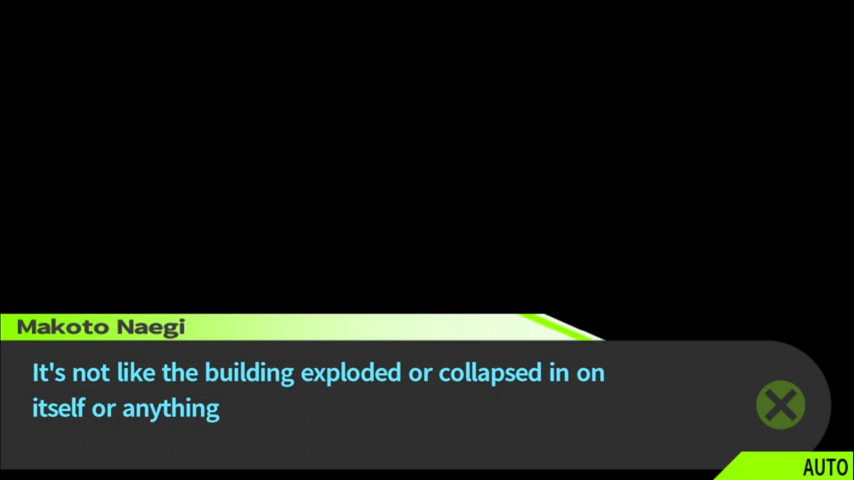 Makoto Naegi
It's not like the building exploded or collapsed in on
itself or anything
AUTO